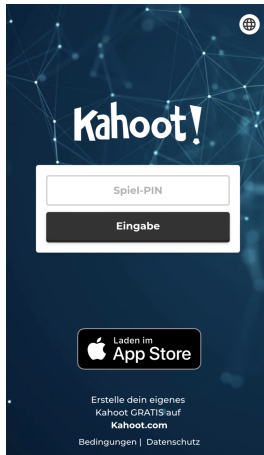 Kahoot!
Spiel-PIN
Eingabe
Laden im
App Store
Erstelle dein eigenes
Kahoot GRATIS auf
Kahoot.com
Bedingungen | Datenschutz